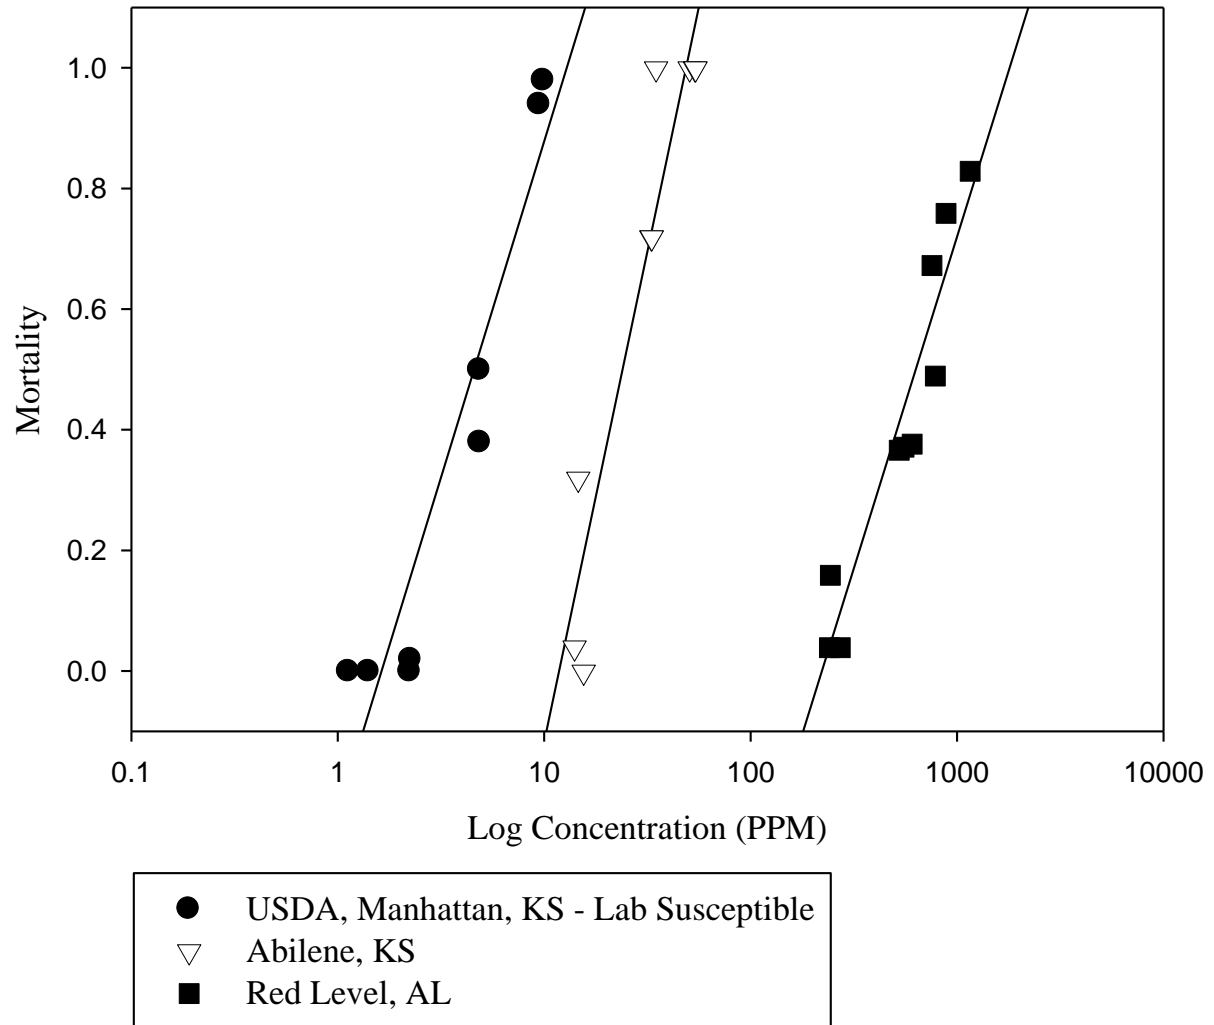 1.0
0.8
0.6
0.4
0.2
0.0
Mortality
0.1 1 10 100 1000 10000
Log Concentration (PPM)
USDA, Manhattan, KS - Lab Susceptible
Abilene, KS
Red Level, AL